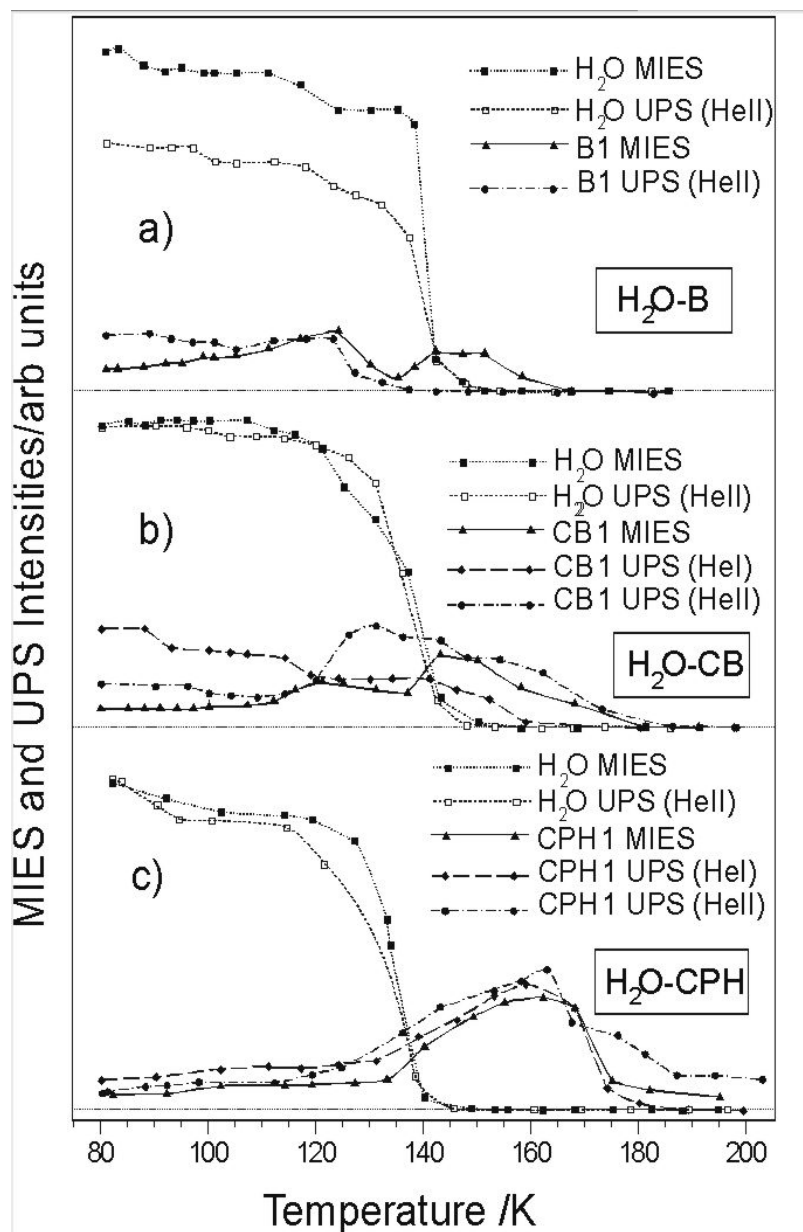 MIES and UPS Intensities/arb units
H₂O MIES
H₂O UPS (HeII)
B1 MIES
B1 UPS (HeII)
a)
H₂O-B
H₂O MIES
H₂O UPS (HeII)
CB1 MIES
CB1 UPS (HeI)
CB1 UPS (HeII)
b)
H₂O-CB
H₂O MIES
H₂O UPS (HeII)
CPH1 MIES
CPH1 UPS (HeI)
CPH1 UPS (HeII)
c)
H₂O-CPH
80 100 120 140 160 180 200
Temperature /K